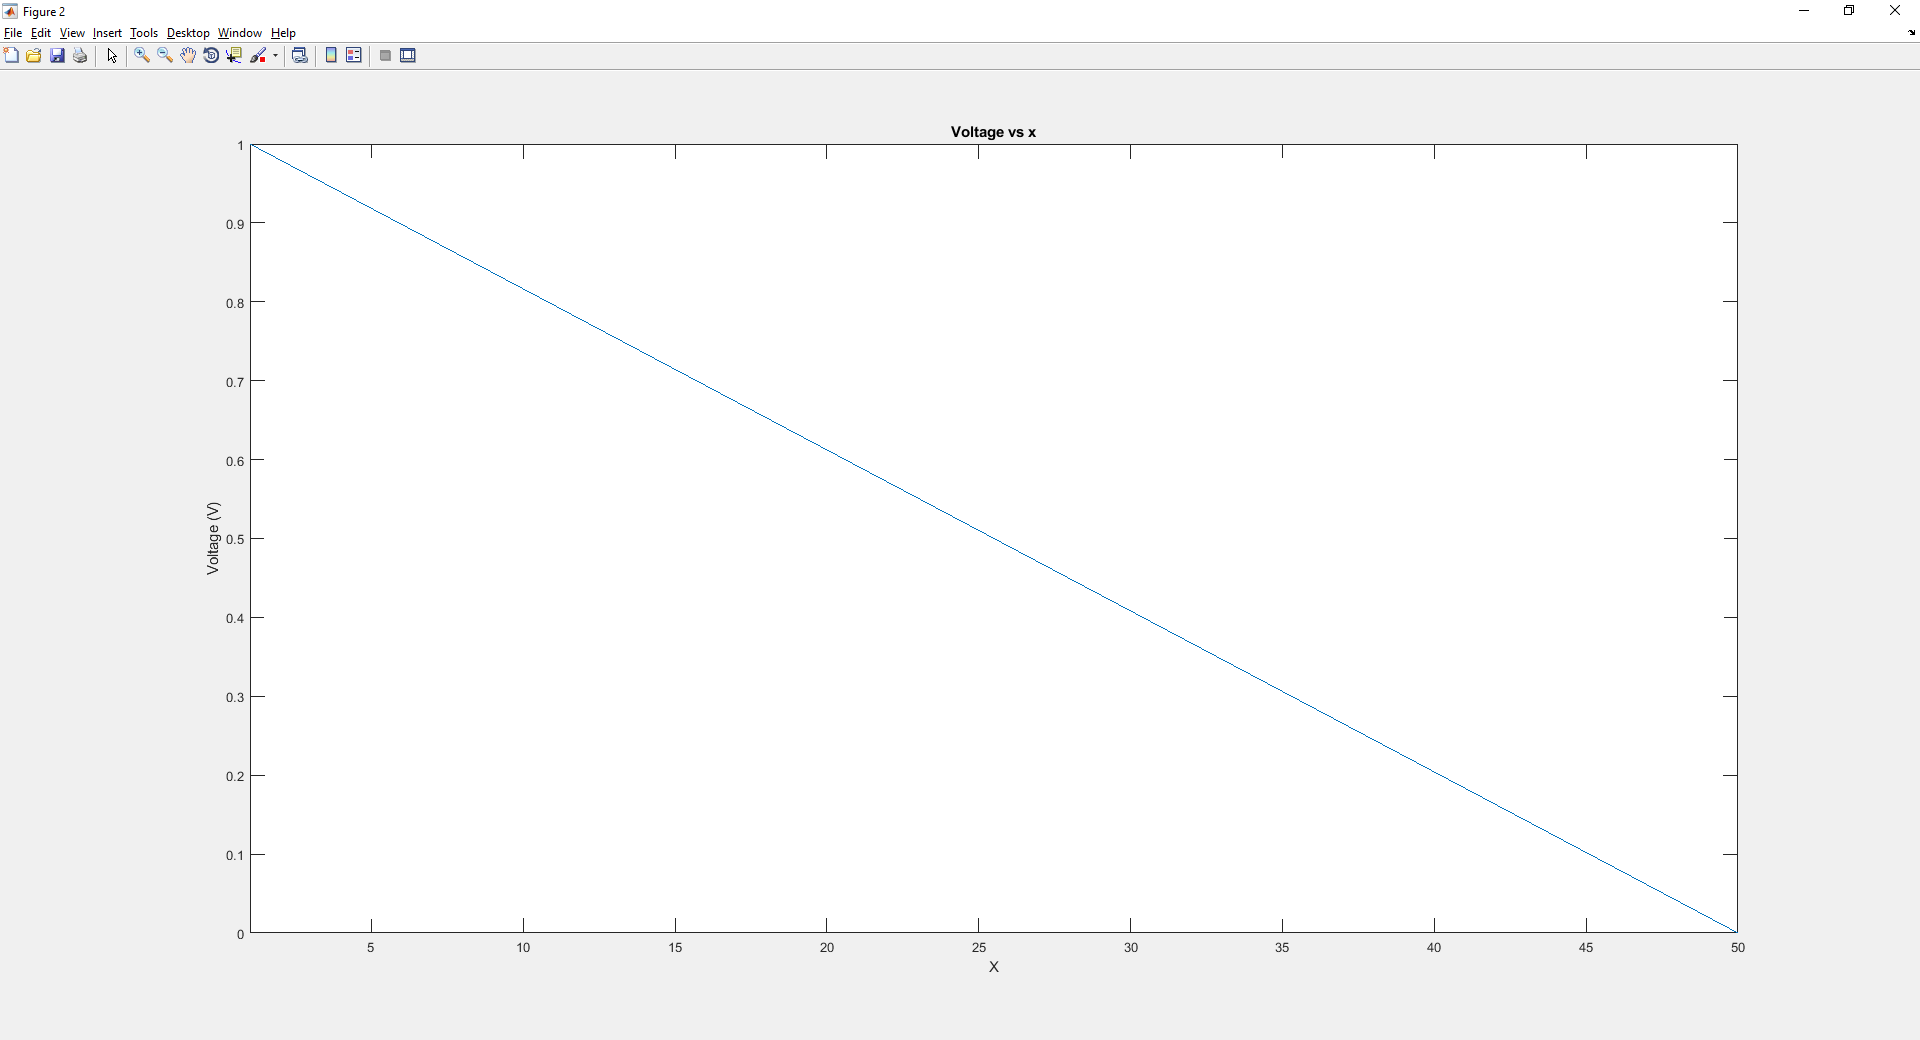 Figure 2
File Edit View Insert Tools Desktop Window Help
Voltage vs x
1
0.9
0.8
0.7
0.6
0.5
0.4
0.3
0.2
0.1
0
Voltage (V)
5 10 15 20 25 30 35 40 45 50
X